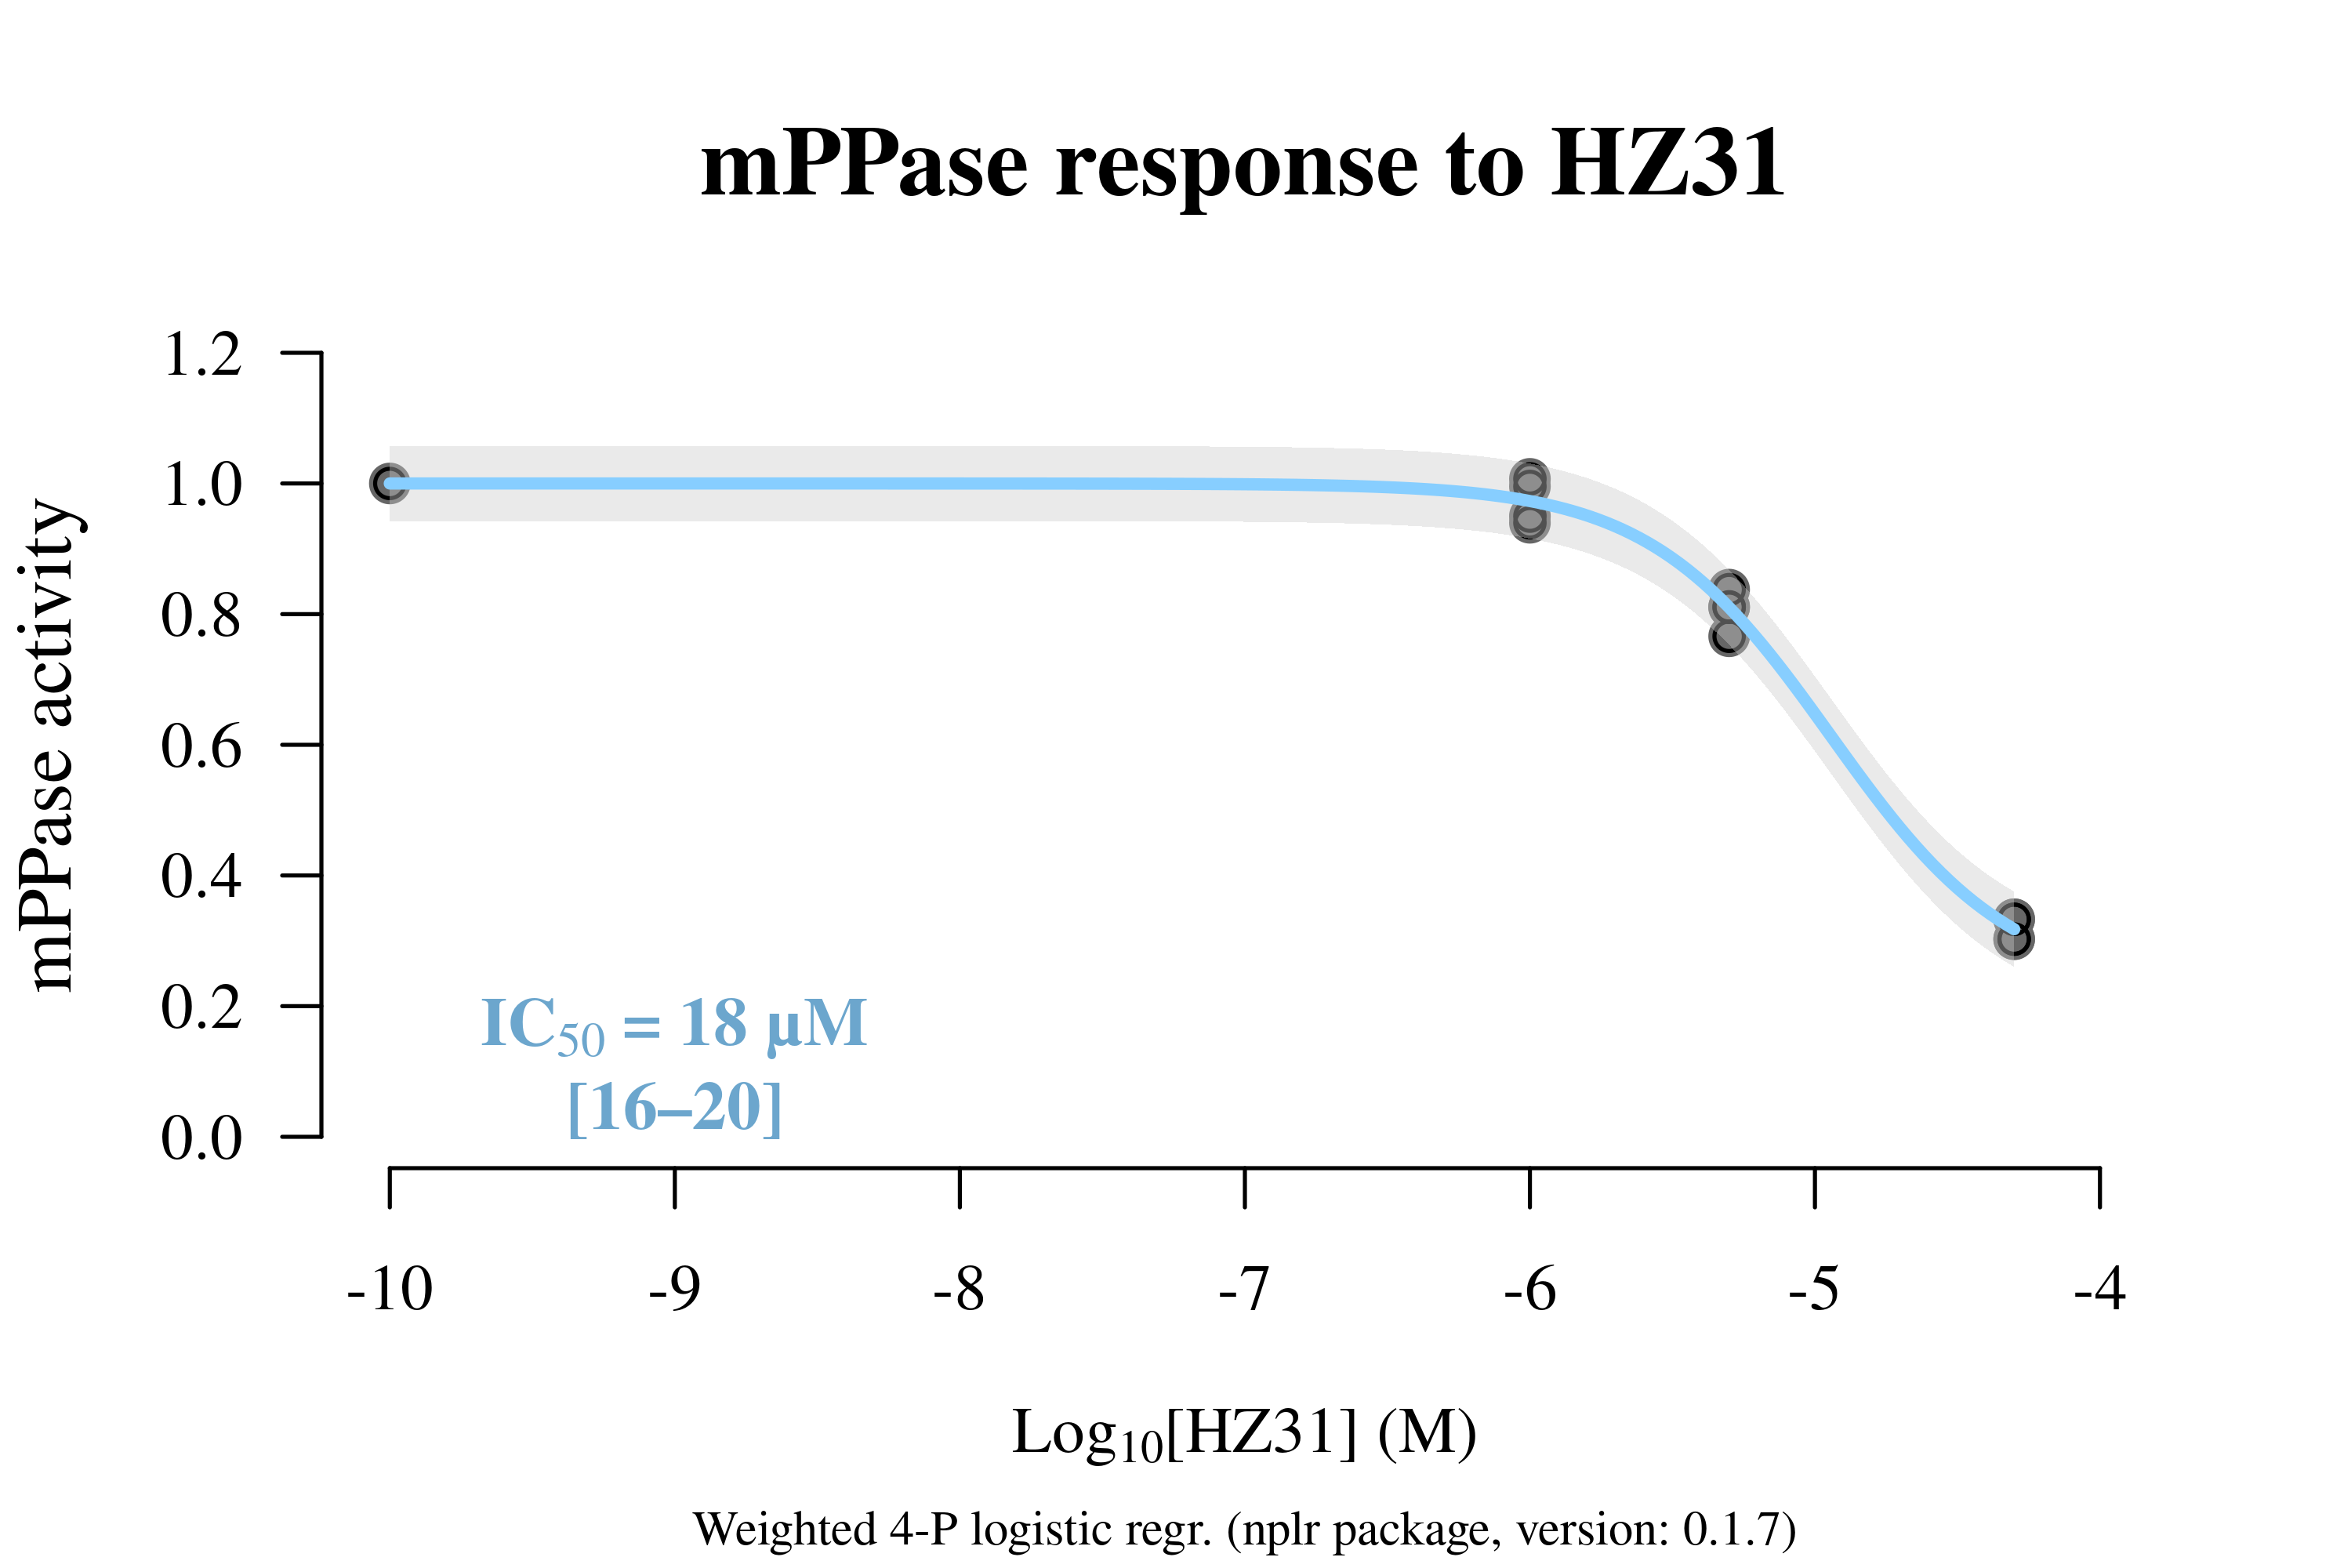 mPPase response to HZ31
mPPase activity
1.2
1.0
0.8
0.6
0.4
0.2
0.0
IC50 = 18 µM
[16–20]
-10 -9 -8 -7 -6 -5 -4
Log10[HZ31] (M)
Weighted 4-P logistic regr. (nplr package, version: 0.1.7)